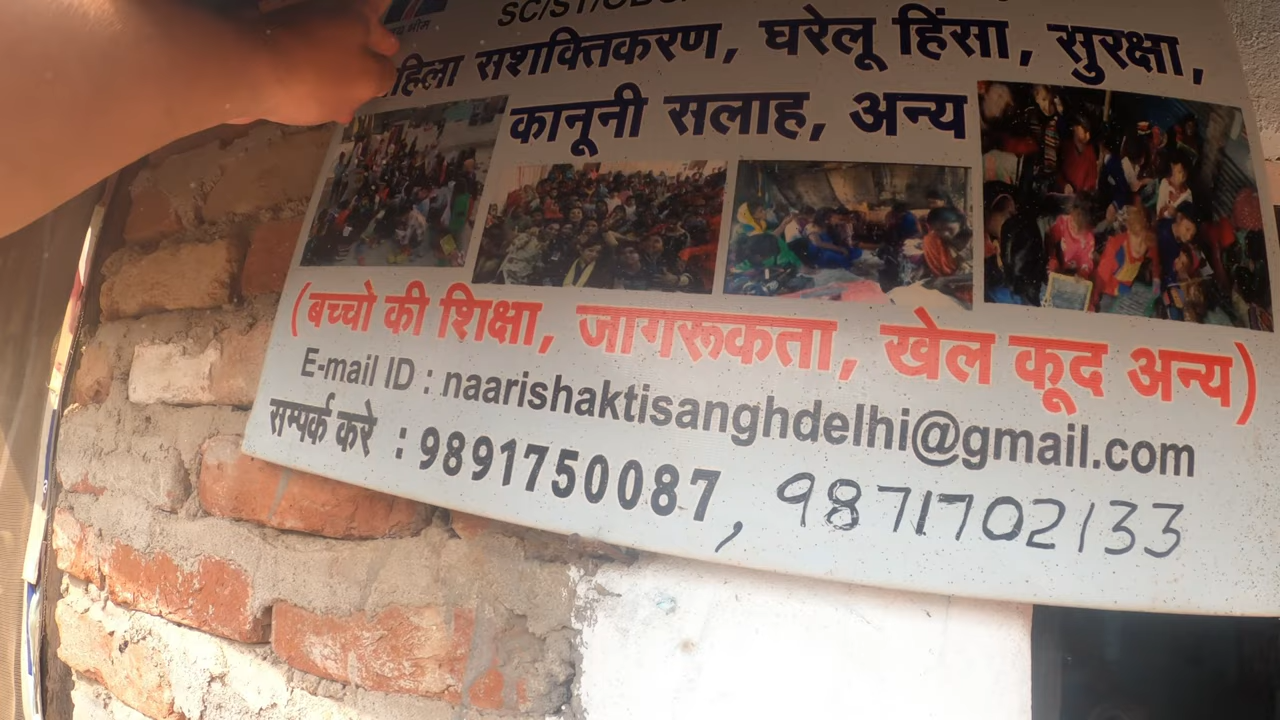 SC/ST/OBC
महिला सशक्तिकरण, घरेलू हिंसा, सुरक्षा,
कानूनी सलाह, अन्य
(बच्चो की शिक्षा, जागरूकता, खेल कूद अन्य)
E-mail ID : naarishaktisanghdelhi@gmail.com
सम्पर्क करे : 9891750087, 9871702133